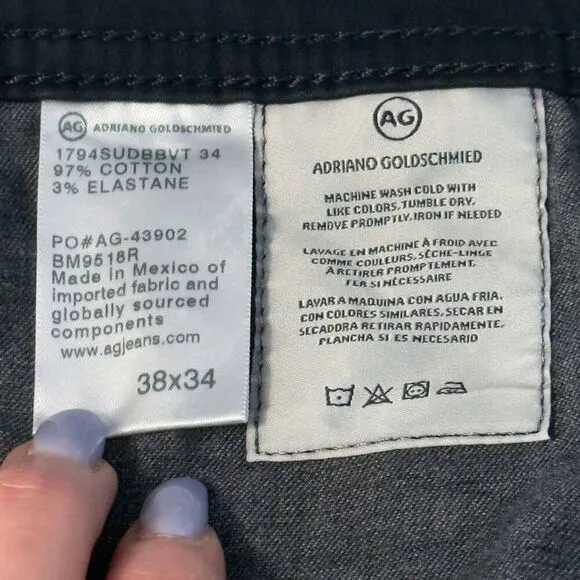 AG ADRIANO GOLDSCHMIED
1794SUDBBVT 34
97% COTTON
3% ELASTANE
PO#AG-43902
BM9518R
Made in Mexico of
imported fabric and
globally sourced
components
www.agjeans.com
38x34
AG
ADRIANO GOLDSCHMIED
MACHINE WASH COLD WITH
LIKE COLORS, TUMBLE DRY,
REMOVE PROMPTLY, IRON IF NEEDED
LAVAGE EN MACHINE À FROID AVEC
COMME COULEURS, SÈCHE-LINGE
À RETIRER PROMPTEMENT,
FER SI NÉCESSAIRE
LAVAR A MAQUINA CON AGUA FRIA,
CON COLORES SIMILARES, SECAR EN
SECADORA RETIRAR RAPIDAMENTE,
PLANCHA SI ES NECESARIO